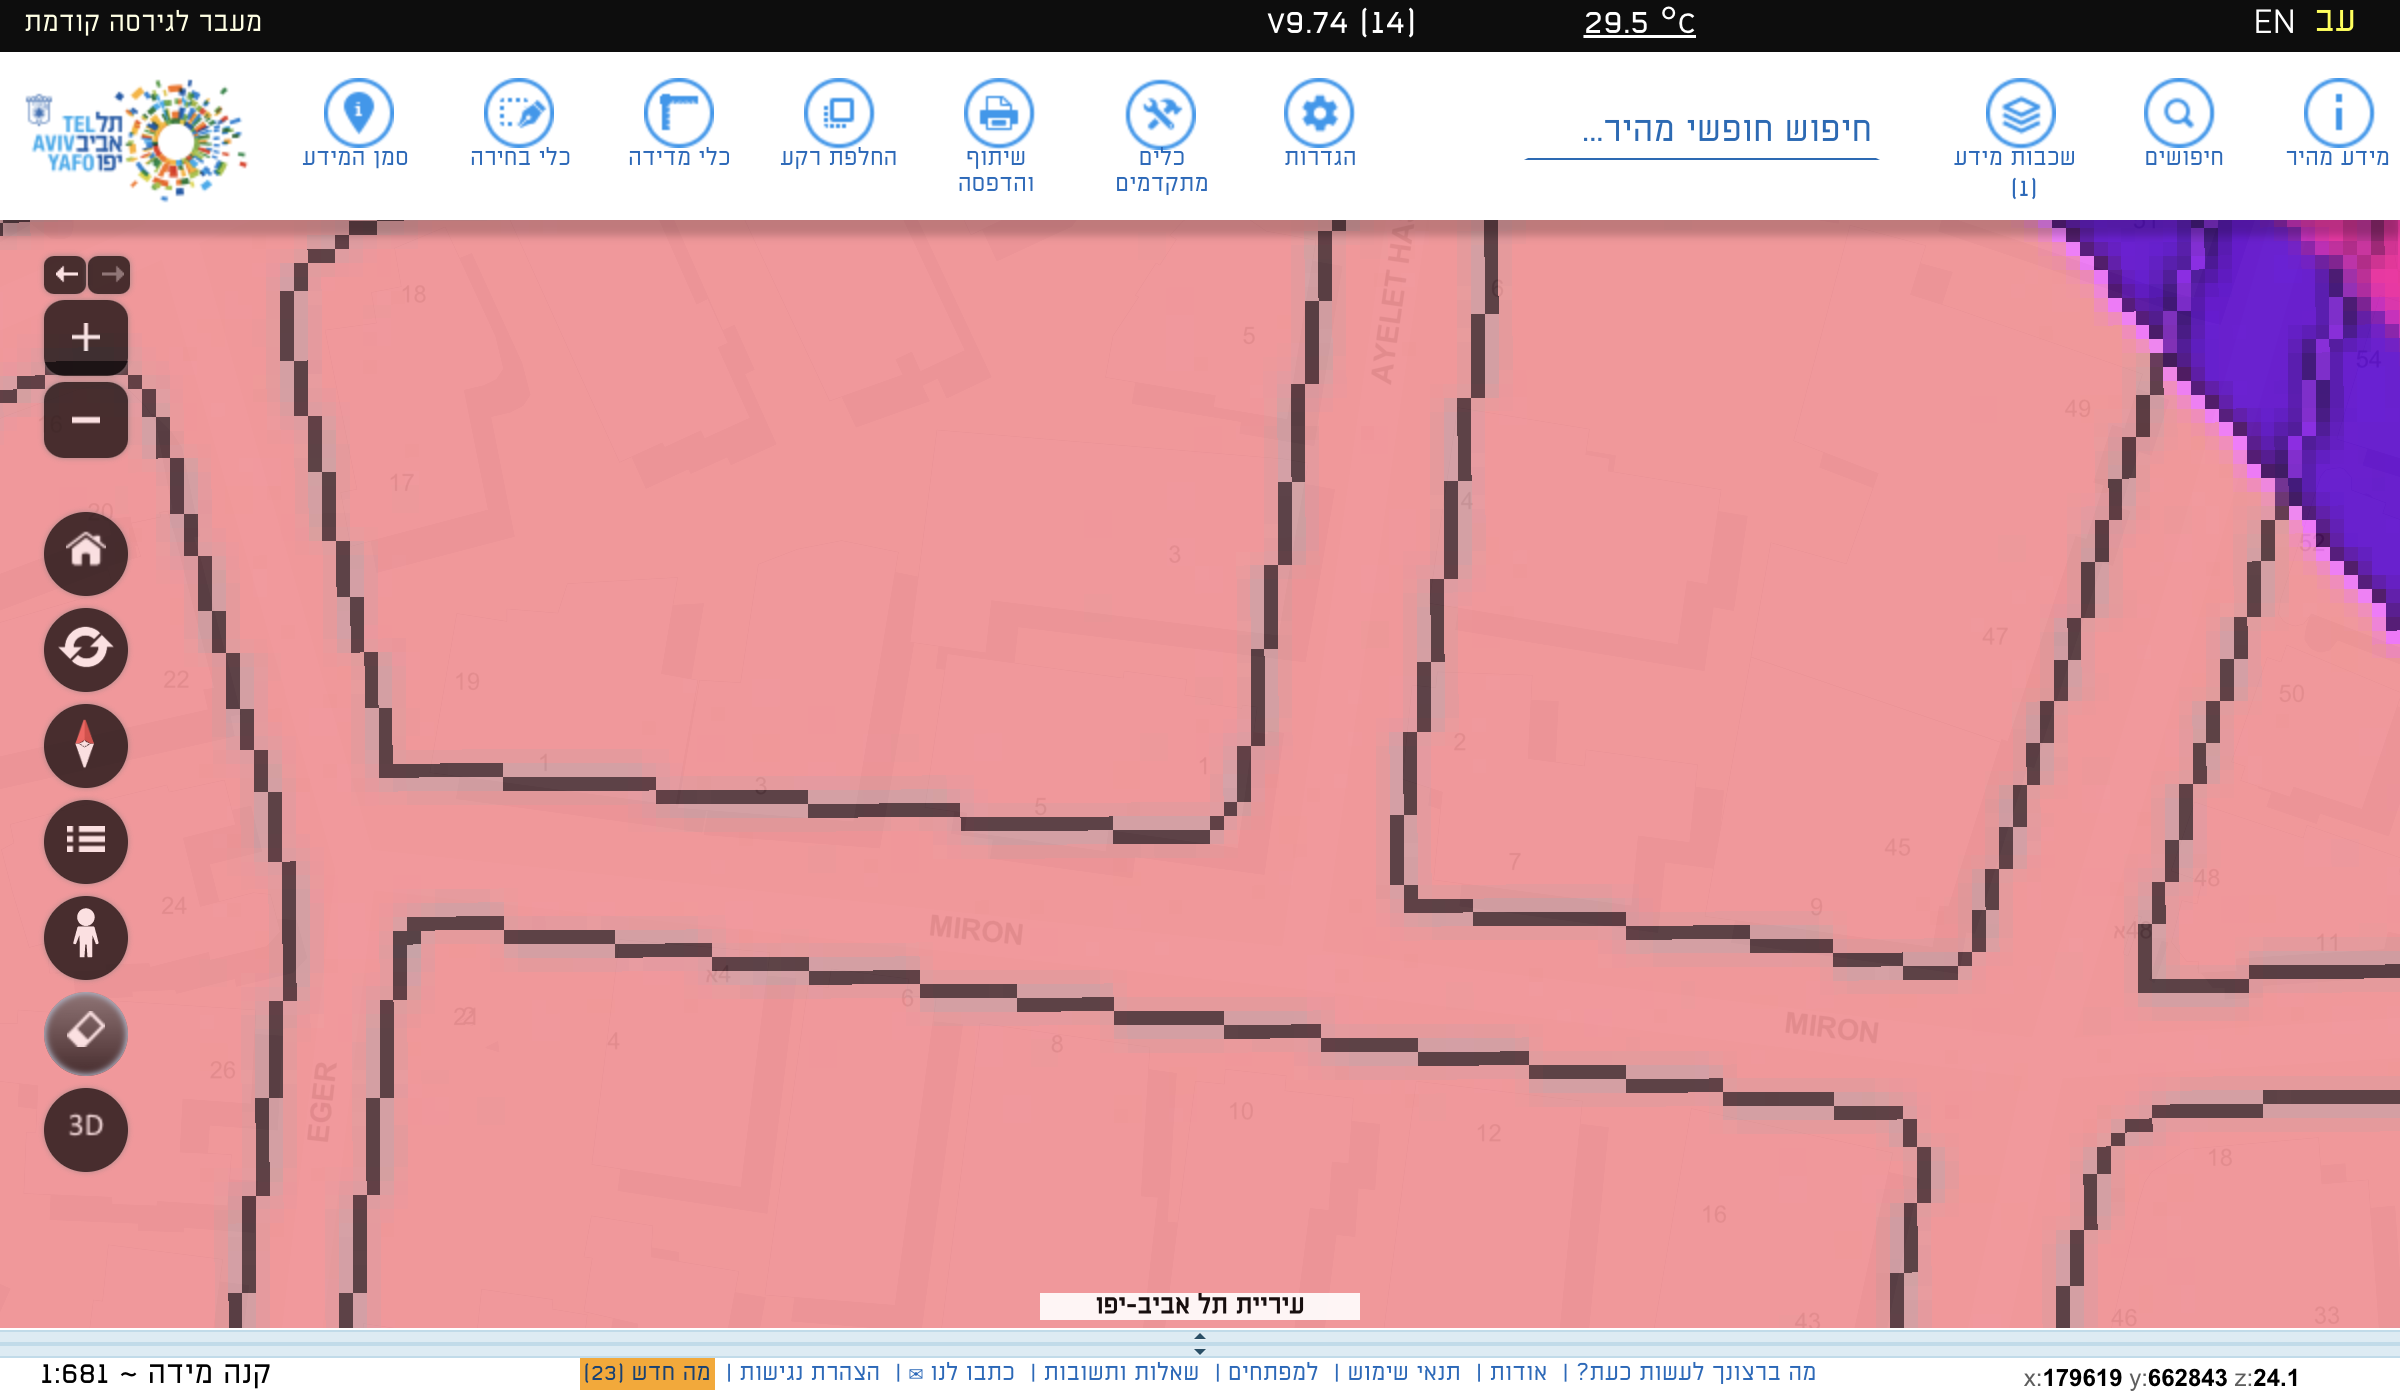 מעבר לגירסה קודמת
V9.74 (14)
29.5 °C
EN עב
תל אביב יפו
TEL AVIV YAFO
סמן המידע
כלי בחירה
כלי מדידה
החלפת רקע
שיתוף והדפסה
כלים מתקדמים
הגדרות
חיפוש חופשי מהיר...
שכבות מידע (1)
חיפושים
מידע מהיר
18
AYELET HA
6
5
54
49
4
17
20
3
52
47
22
19
50
2
1
1
3
5
7
45
48
24
9
MIRON
48א
11
4א
6
MIRON
21
4
8
26
EGER
10
12
3D
18
16
43
46
33
עיריית תל אביב-יפו
קנה מידה ~ 1:681
מה ברצונך לעשות כעת? | אודות | תנאי שימוש | למפתחים | שאלות ותשובות | כתבו לנו ✉ | הצהרת נגישות | מה חדש (23)
x:179619 y:662843 z:24.1